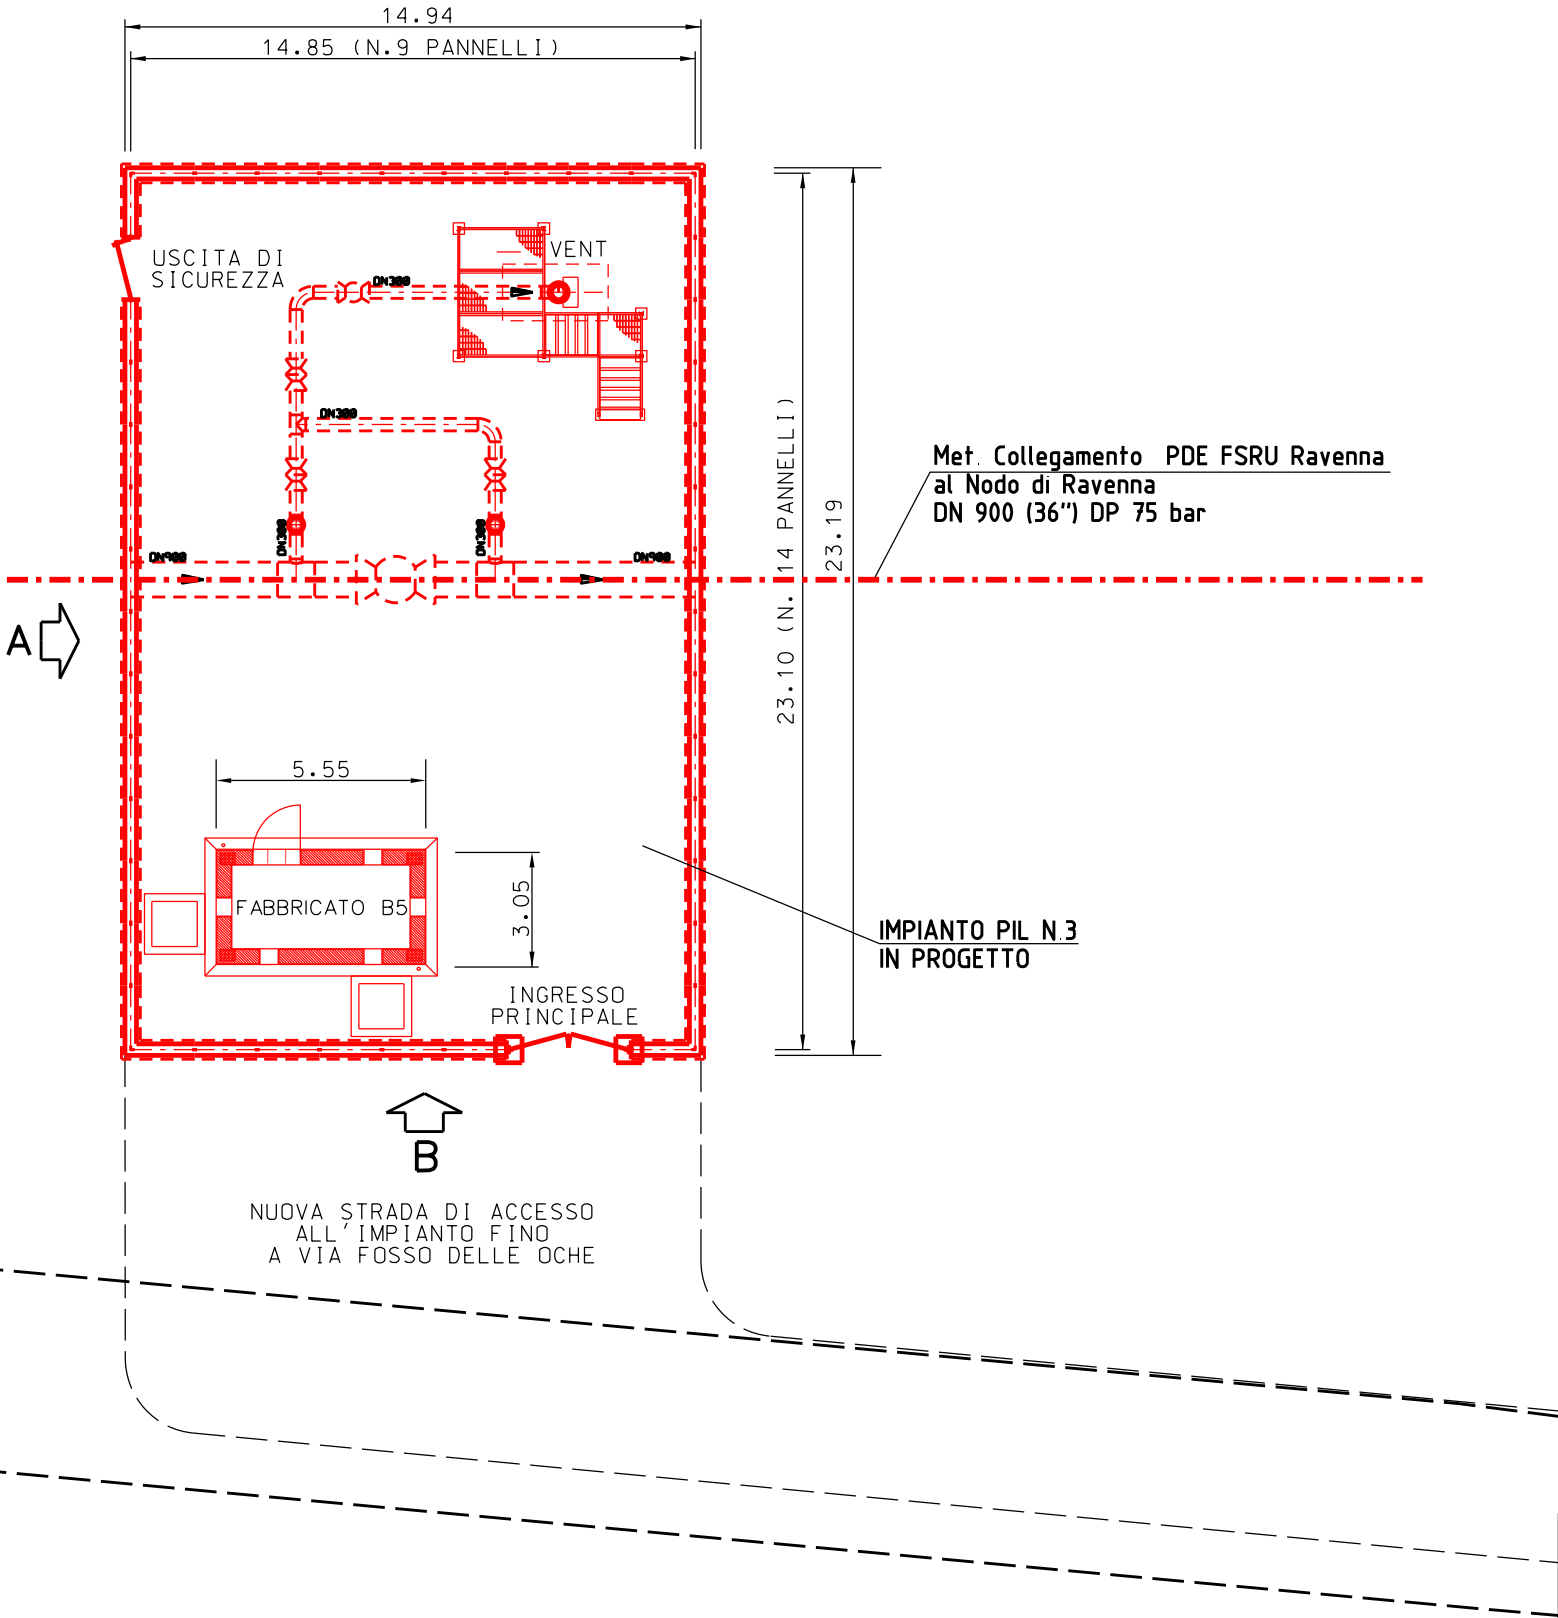 14.94
14.85 (N.9 PANNELLI)
USCITA DI
SICUREZZA
VENT
DN300
DN300
DN300
DN300
DN900
DN900
23.10 (N. 14 PANNELLI)
23.19
Met. Collegamento PDE FSRU Ravenna
al Nodo di Ravenna
DN 900 (36") DP 75 bar
A
5.55
3.05
FABBRICATO B5
IMPIANTO PIL N.3
IN PROGETTO
INGRESSO
PRINCIPALE
B
NUOVA STRADA DI ACCESSO
ALL'IMPIANTO FINO
A VIA FOSSO DELLE OCHE